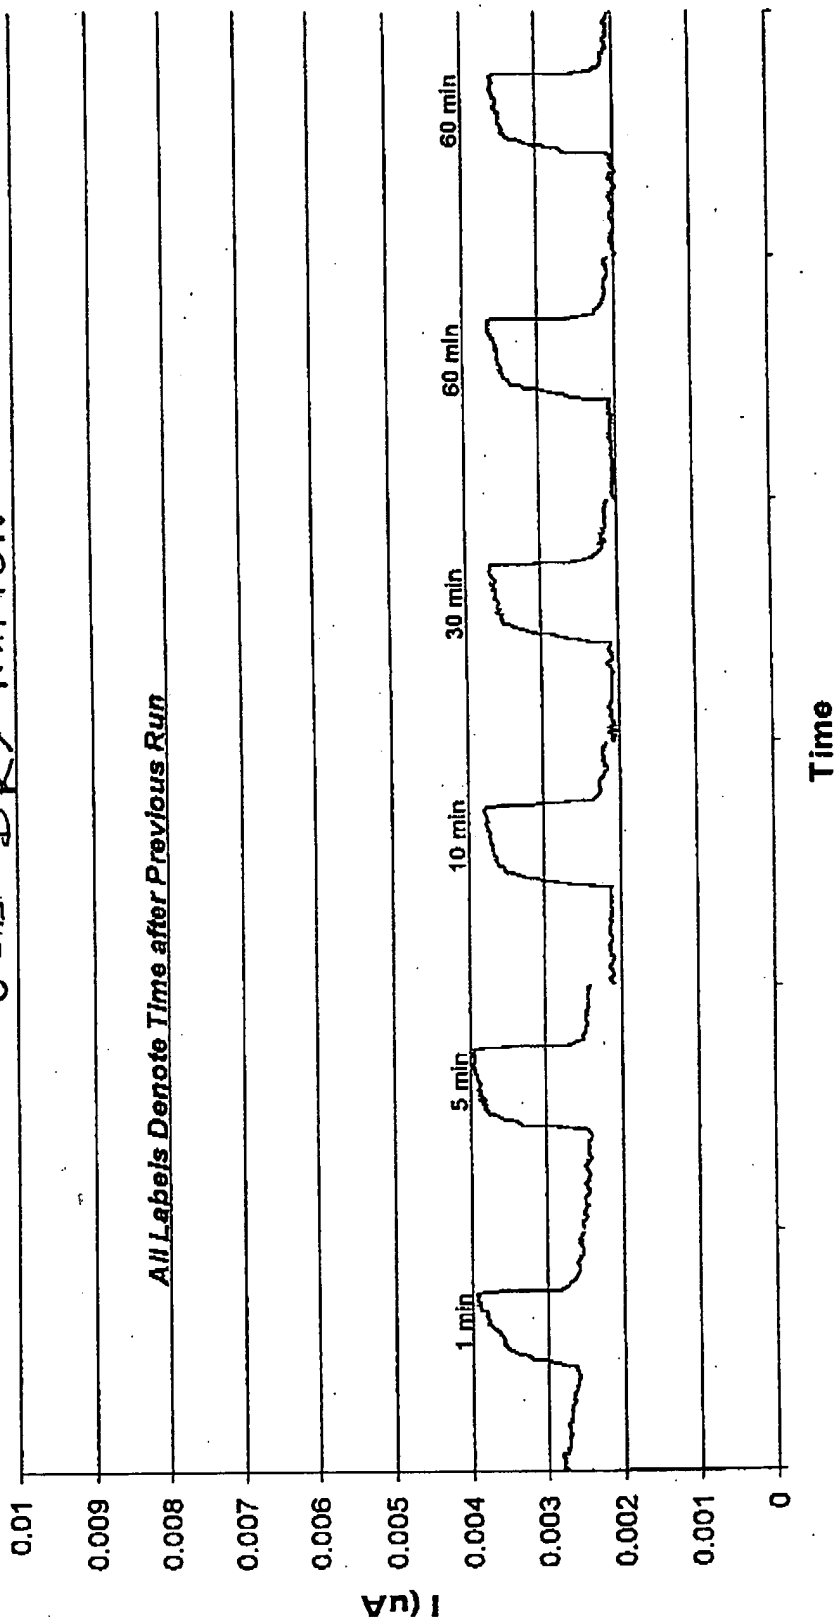 All Labels Denote Time after Previous Run
I (uA)
0.01
0.009
0.008
0.007
0.006
0.005
0.004
0.003
0.002
0.001
0
1 min
5 min
10 min
30 min
60 min
60 min
Time